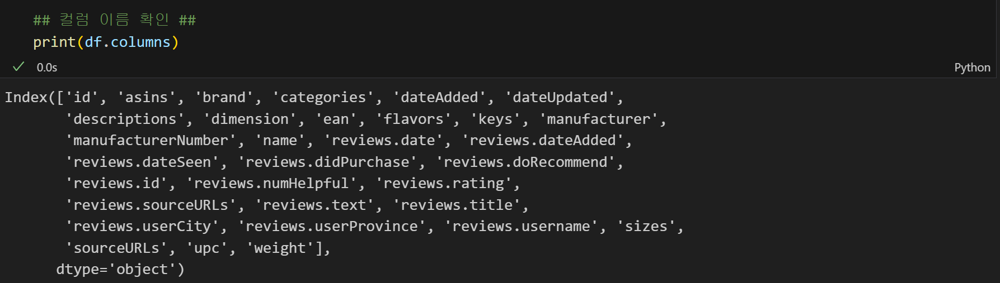 ## 컬럼 이름 확인 ##
print(df.columns)
✓ 0.0s Python
Index(['id', 'asins', 'brand', 'categories', 'dateAdded', 'dateUpdated',
       'descriptions', 'dimension', 'ean', 'flavors', 'keys', 'manufacturer',
       'manufacturerNumber', 'name', 'reviews.date', 'reviews.dateAdded',
       'reviews.dateSeen', 'reviews.didPurchase', 'reviews.doRecommend',
       'reviews.id', 'reviews.numHelpful', 'reviews.rating',
       'reviews.sourceURLs', 'reviews.text', 'reviews.title',
       'reviews.userCity', 'reviews.userProvince', 'reviews.username', 'sizes',
       'sourceURLs', 'upc', 'weight'],
      dtype='object')